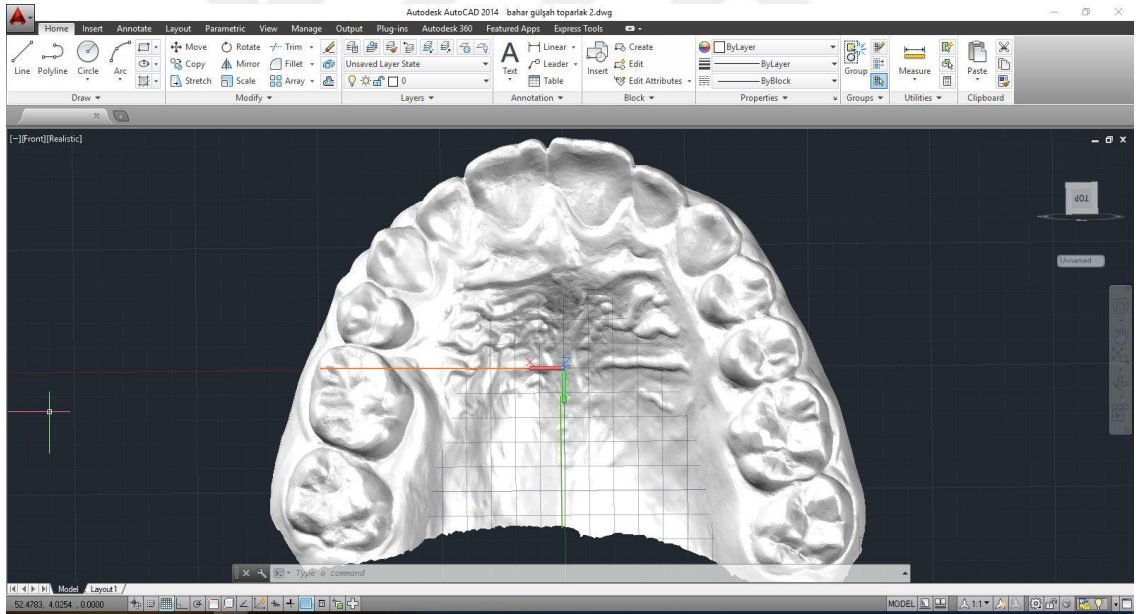 Autodesk AutoCAD 2014 bahar gülşah toparlak 2.dwg
Home Insert Annotate Layout Parametric View Manage Output Plug-ins Autodesk 360 Featured Apps Express Tools
Line Polyline Circle Arc
Move Rotate Trim
Copy Mirror Fillet
Stretch Scale Array
Unsaved Layer State
0
Text
Linear
Leader
Table
Insert
Create
Edit
Edit Attributes
ByLayer
ByLayer
ByBlock
Group
Measure
Paste
Draw Modify Layers Annotation Block Properties Groups Utilities Clipboard
[−][Front][Realistic]
TOP
Unnamed
X Z
Type a command
Model Layout1
52.4783, 4.0254 , 0.0000
MODEL
1:1